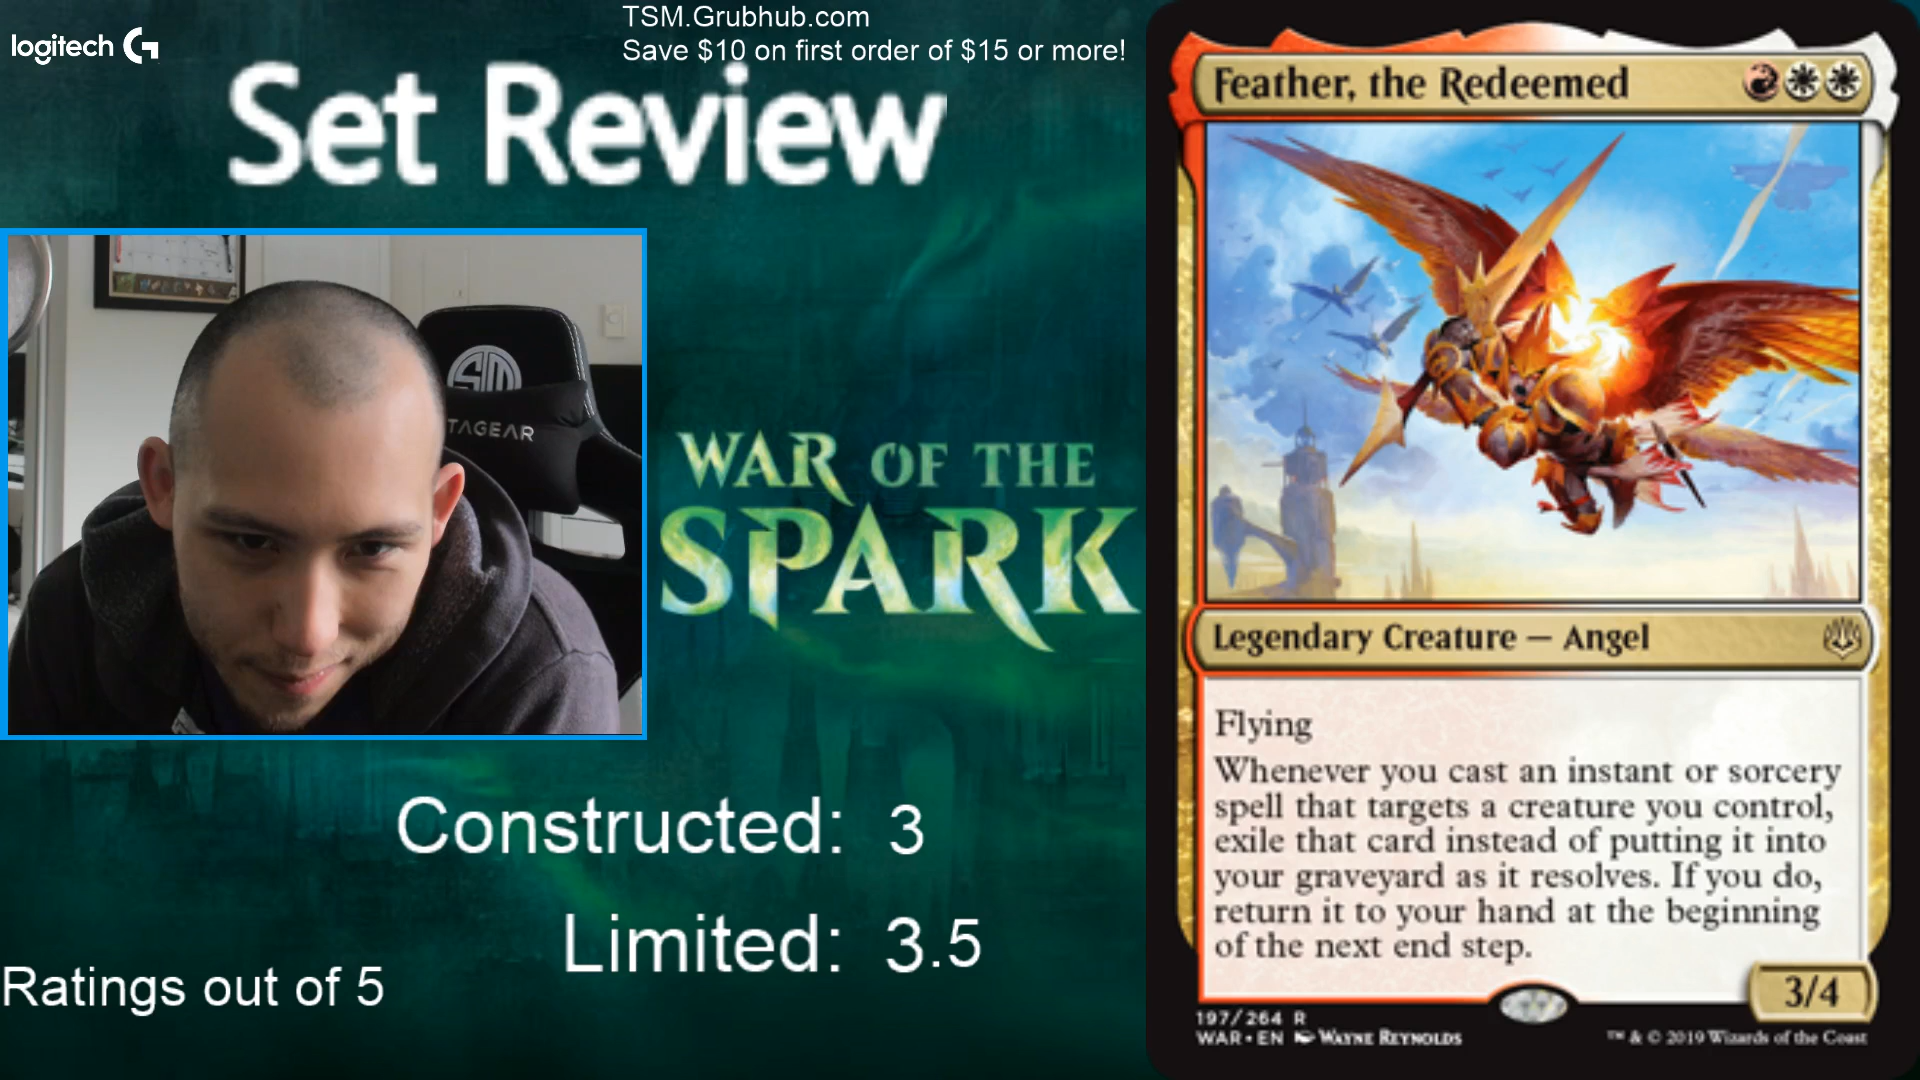 logitech G
TSM.Grubhub.com
Save $10 on first order of $15 or more!
Set Review
TSM
TAGEAR
WAR OF THE
SPARK
Constructed: 3
Limited: 3.5
Ratings out of 5
Feather, the Redeemed
Legendary Creature — Angel
Flying
Whenever you cast an instant or sorcery
spell that targets a creature you control,
exile that card instead of putting it into
your graveyard as it resolves. If you do,
return it to your hand at the beginning
of the next end step.
3/4
197/264 R
WAR • EN Wayne Reynolds
™ & © 2019 Wizards of the Coast